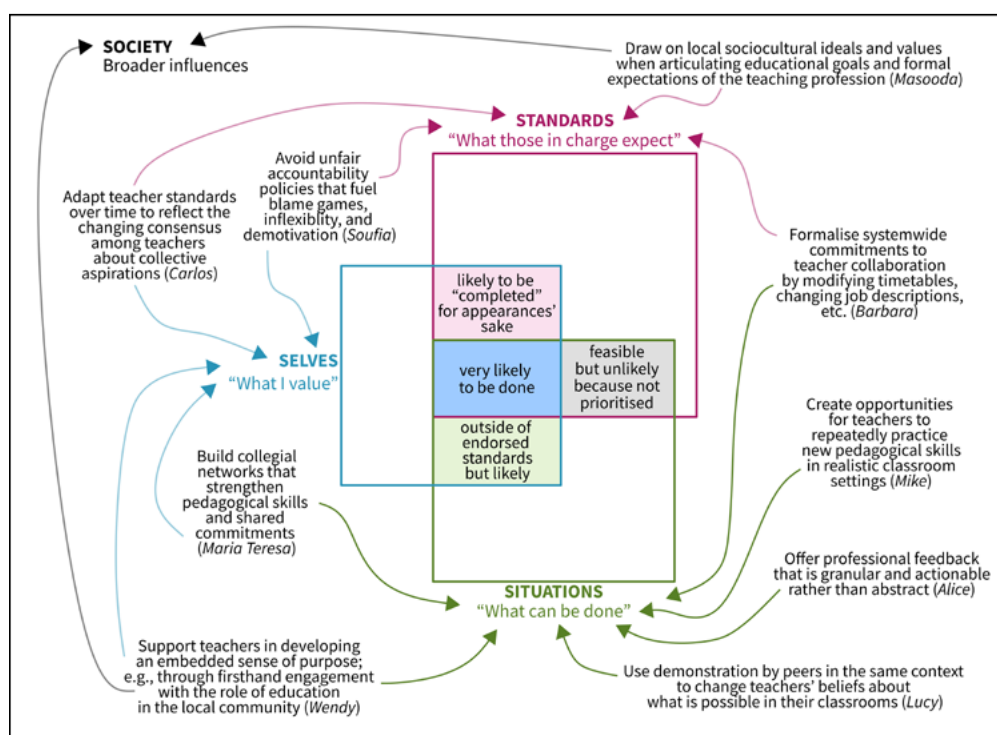 SOCIETY
Broader influences
Draw on local sociocultural ideals and values
when articulating educational goals and formal
expectations of the teaching profession (Masooda)
STANDARDS
“What those in charge expect”
Avoid unfair
accountability
policies that fuel
blame games,
inflexiblity, and
demotivation (Soufia)
Adapt teacher standards
over time to reflect the
changing consensus
among teachers
about collective
aspirations (Carlos)
Formalise systemwide
commitments to
teacher collaboration
by modifying timetables,
changing job descriptions,
etc. (Barbara)
likely to be
“completed”
for appearances’
sake
SELVES
“What I value”
very likely
to be done
feasible
but unlikely
because not
prioritised
outside of
endorsed
standards
but likely
Create opportunities
for teachers to
repeatedly practice
new pedagogical skills
in realistic classroom
settings (Mike)
Build collegial
networks that
strengthen
pedagogical skills
and shared
commitments
(Maria Teresa)
Offer professional feedback
that is granular and actionable
rather than abstract (Alice)
SITUATIONS
“What can be done”
Support teachers in developing
an embedded sense of purpose;
e.g., through firsthand engagement
with the role of education
in the local community (Wendy)
Use demonstration by peers in the same context
to change teachers’ beliefs about
what is possible in their classrooms (Lucy)